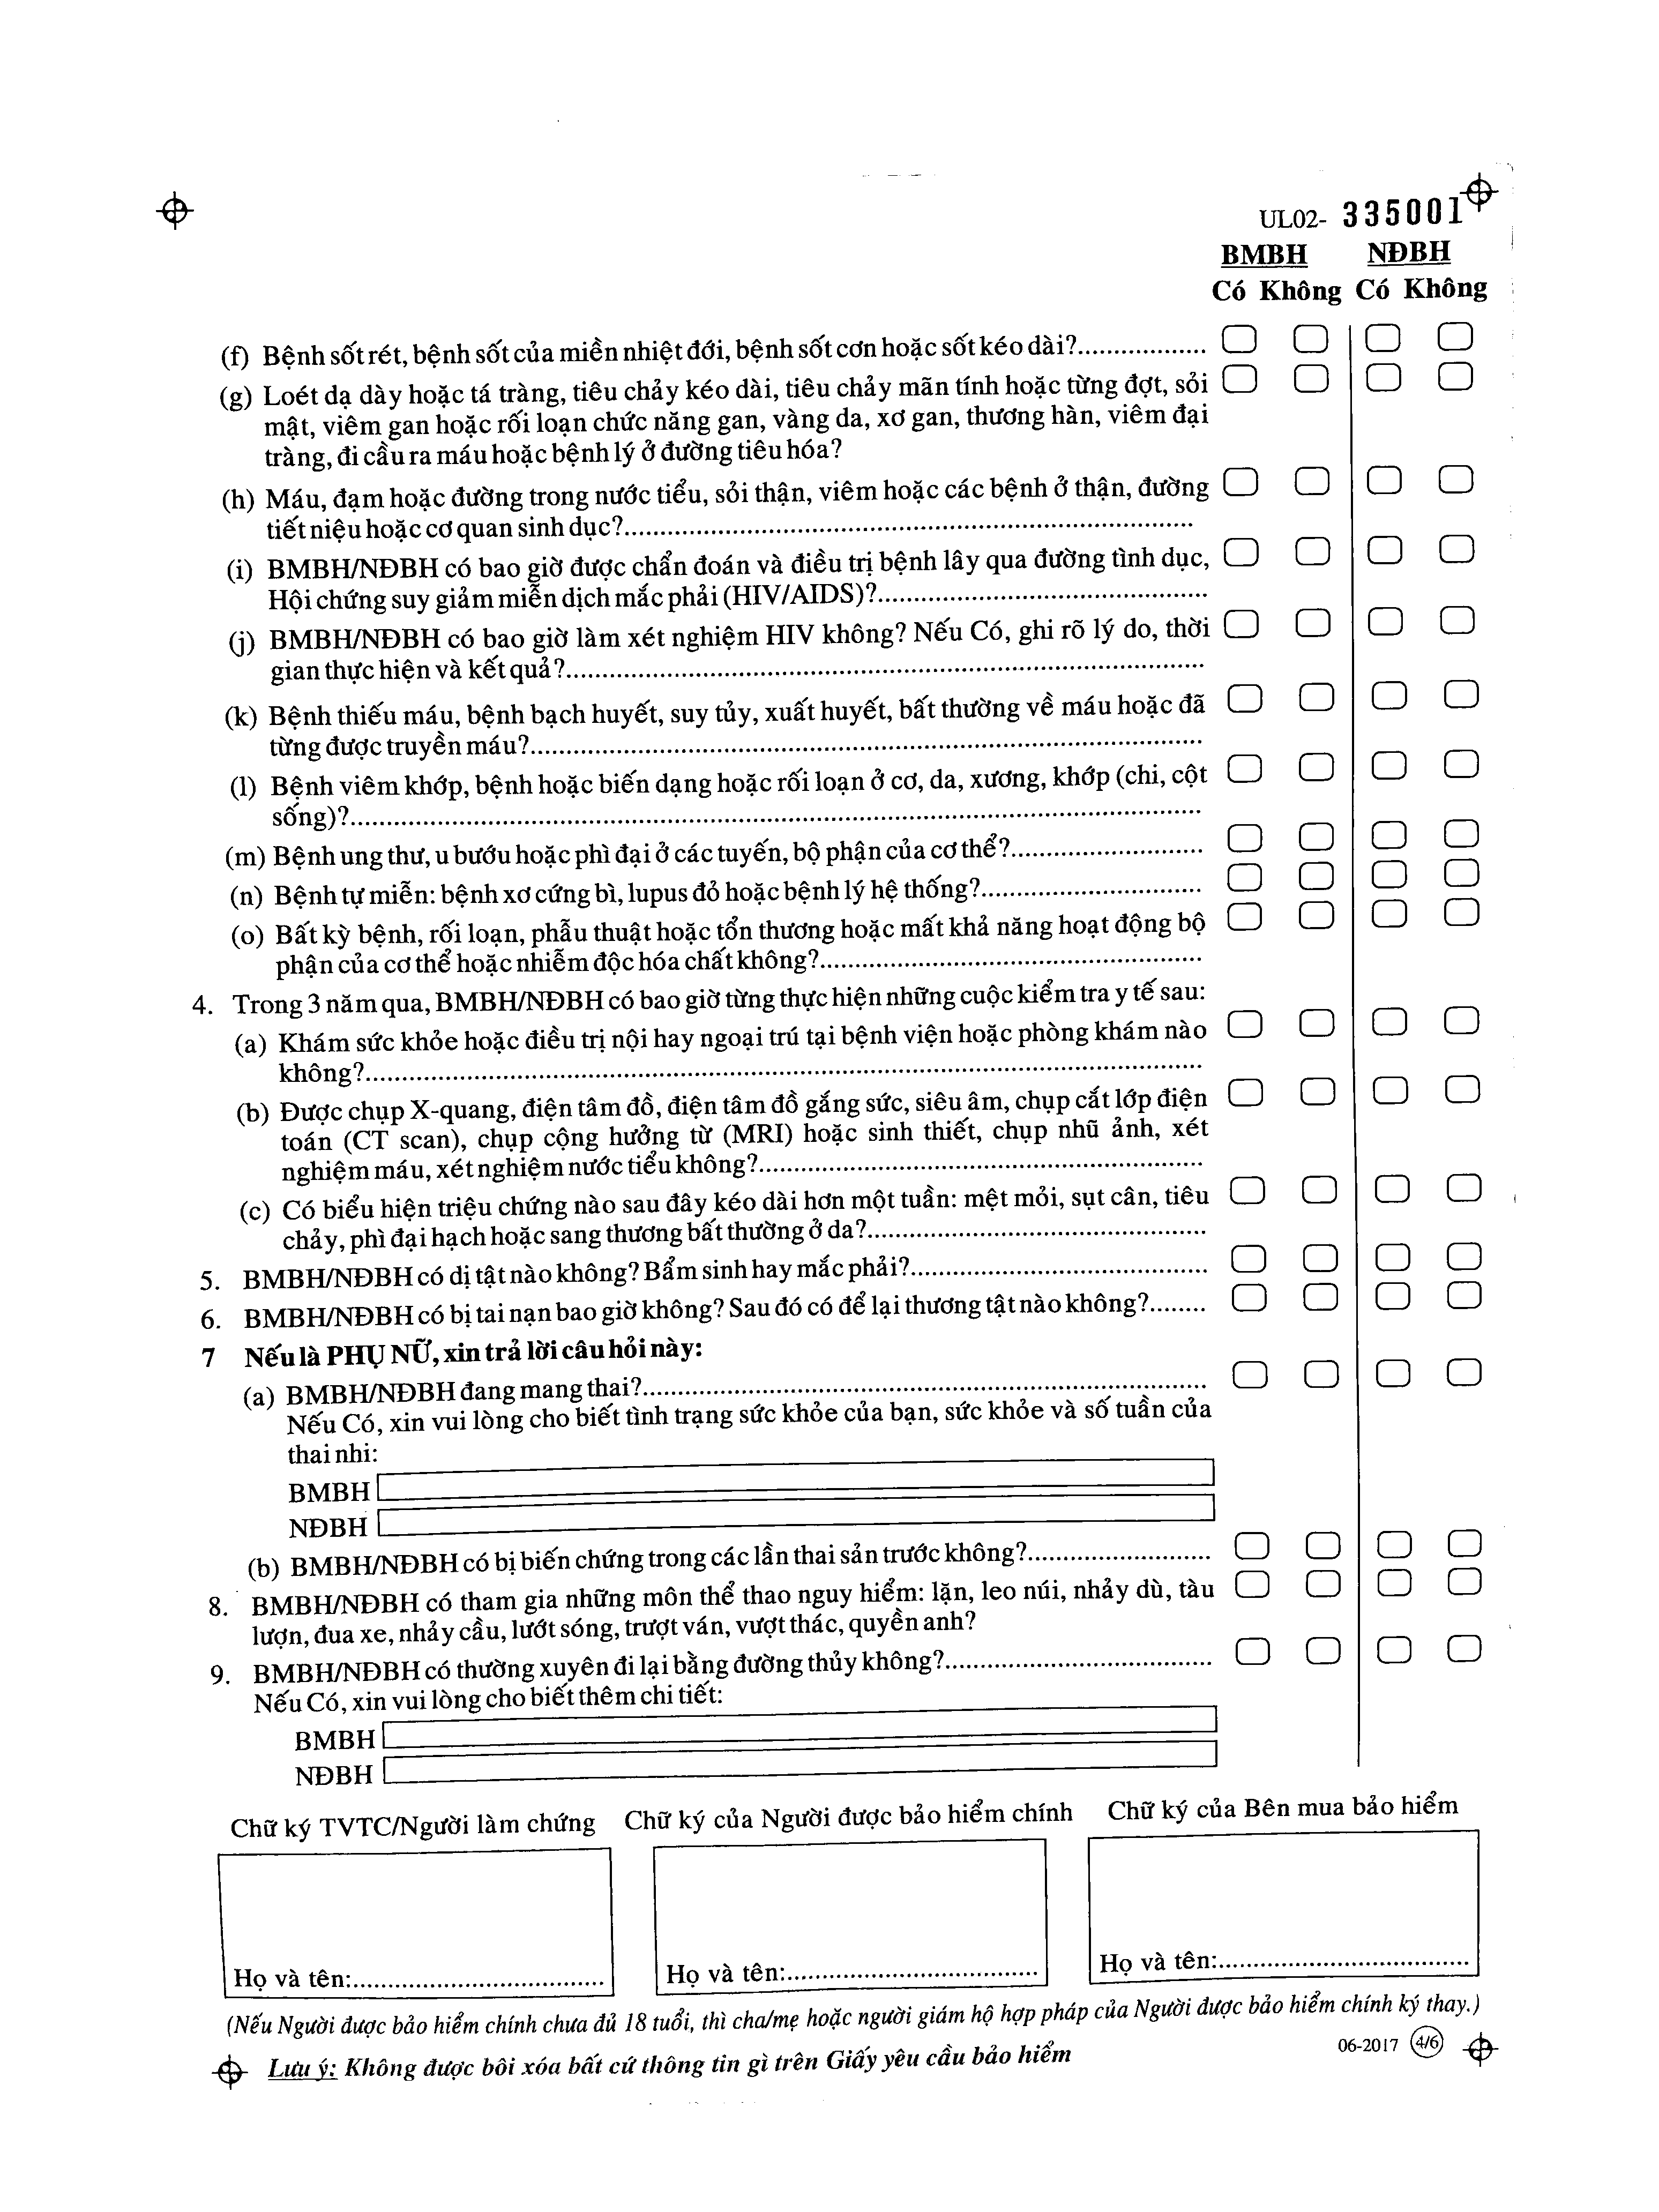 UL02- 335001
BMBH NĐBH
Có Không Có Không
(f) Bệnh sốt rét, bệnh sốt của miền nhiệt đới, bệnh sốt cơn hoặc sốt kéo dài?..................
(g) Loét dạ dày hoặc tá tràng, tiêu chảy kéo dài, tiêu chảy mãn tính hoặc từng đợt, sỏi
mật, viêm gan hoặc rối loạn chức năng gan, vàng da, xơ gan, thương hàn, viêm đại
tràng, đi cầu ra máu hoặc bệnh lý ở đường tiêu hóa?
(h) Máu, đạm hoặc đường trong nước tiểu, sỏi thận, viêm hoặc các bệnh ở thận, đường
tiết niệu hoặc cơ quan sinh dục?..................
(i) BMBH/NĐBH có bao giờ được chẩn đoán và điều trị bệnh lây qua đường tình dục,
Hội chứng suy giảm miễn dịch mắc phải (HIV/AIDS)?..................
(j) BMBH/NĐBH có bao giờ làm xét nghiệm HIV không? Nếu Có, ghi rõ lý do, thời
gian thực hiện và kết quả?..................
(k) Bệnh thiếu máu, bệnh bạch huyết, suy tủy, xuất huyết, bất thường về máu hoặc đã
từng được truyền máu?..................
(l) Bệnh viêm khớp, bệnh hoặc biến dạng hoặc rối loạn ở cơ, da, xương, khớp (chi, cột
sống)?..................
(m) Bệnh ung thư, u bướu hoặc phì đại ở các tuyến, bộ phận của cơ thể?..................
(n) Bệnh tự miễn: bệnh xơ cứng bì, lupus đỏ hoặc bệnh lý hệ thống?..................
(o) Bất kỳ bệnh, rối loạn, phẫu thuật hoặc tổn thương hoặc mất khả năng hoạt động bộ
phận của cơ thể hoặc nhiễm độc hóa chất không?..................
4. Trong 3 năm qua, BMBH/NĐBH có bao giờ từng thực hiện những cuộc kiểm tra y tế sau:
(a) Khám sức khỏe hoặc điều trị nội hay ngoại trú tại bệnh viện hoặc phòng khám nào
không?..................
(b) Được chụp X-quang, điện tâm đồ, điện tâm đồ gắng sức, siêu âm, chụp cắt lớp điện
toán (CT scan), chụp cộng hưởng từ (MRI) hoặc sinh thiết, chụp nhũ ảnh, xét
nghiệm máu, xét nghiệm nước tiểu không?..................
(c) Có biểu hiện triệu chứng nào sau đây kéo dài hơn một tuần: mệt mỏi, sụt cân, tiêu
chảy, phì đại hạch hoặc sang thương bất thường ở da?..................
5. BMBH/NĐBH có dị tật nào không? Bẩm sinh hay mắc phải?..................
6. BMBH/NĐBH có bị tai nạn bao giờ không? Sau đó có để lại thương tật nào không?........
7 Nếu là PHỤ NỮ, xin trả lời câu hỏi này:
(a) BMBH/NĐBH đang mang thai?..................
Nếu Có, xin vui lòng cho biết tình trạng sức khỏe của bạn, sức khỏe và số tuần của
thai nhi:
BMBH
NĐBH
(b) BMBH/NĐBH có bị biến chứng trong các lần thai sản trước không?..................
8. BMBH/NĐBH có tham gia những môn thể thao nguy hiểm: lặn, leo núi, nhảy dù, tàu
lượn, đua xe, nhảy cầu, lướt sóng, trượt ván, vượt thác, quyền anh?
9. BMBH/NĐBH có thường xuyên đi lại bằng đường thủy không?..................
Nếu Có, xin vui lòng cho biết thêm chi tiết:
BMBH
NĐBH
Chữ ký TVTC/Người làm chứng Chữ ký của Người được bảo hiểm chính Chữ ký của Bên mua bảo hiểm
Họ và tên:.................. Họ và tên:.................. Họ và tên:..................
(Nếu Người được bảo hiểm chính chưa đủ 18 tuổi, thì cha/mẹ hoặc người giám hộ hợp pháp của Người được bảo hiểm chính ký thay.)
Lưu ý: Không được bôi xóa bất cứ thông tin gì trên Giấy yêu cầu bảo hiểm
06-2017 4/6